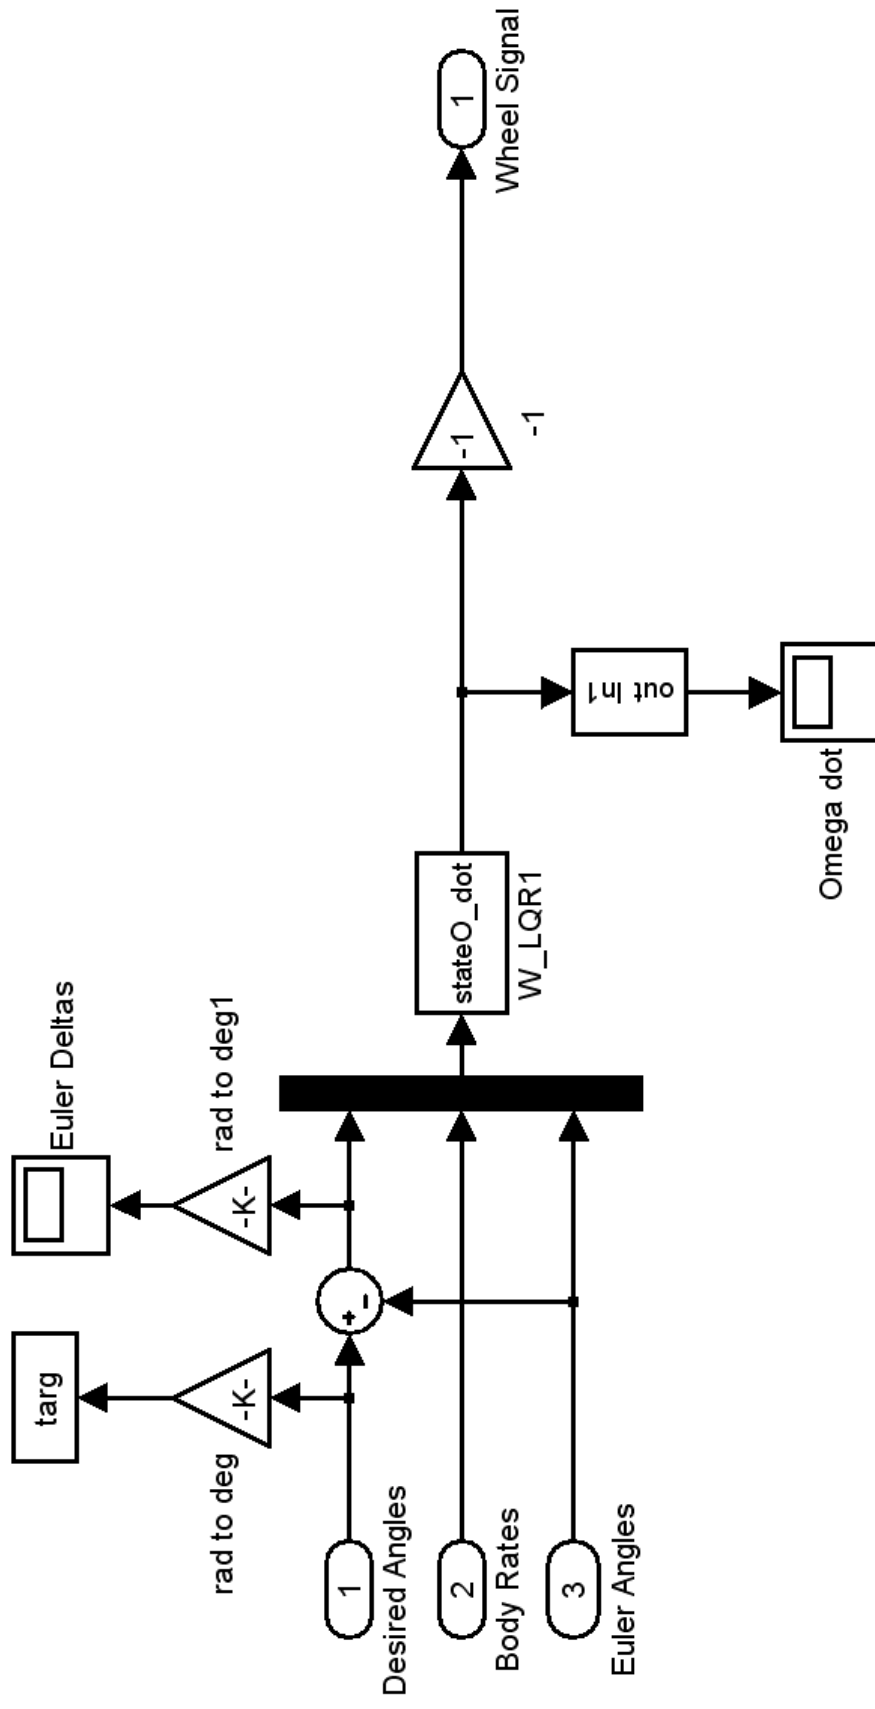 targ
Euler Deltas
-K-
rad to deg
-K-
rad to deg1
+
-
1
Desired Angles
2
Body Rates
3
Euler Angles
stateO_dot
W_LQR1
out In1
Omega dot
-1
-1
1
Wheel Signal